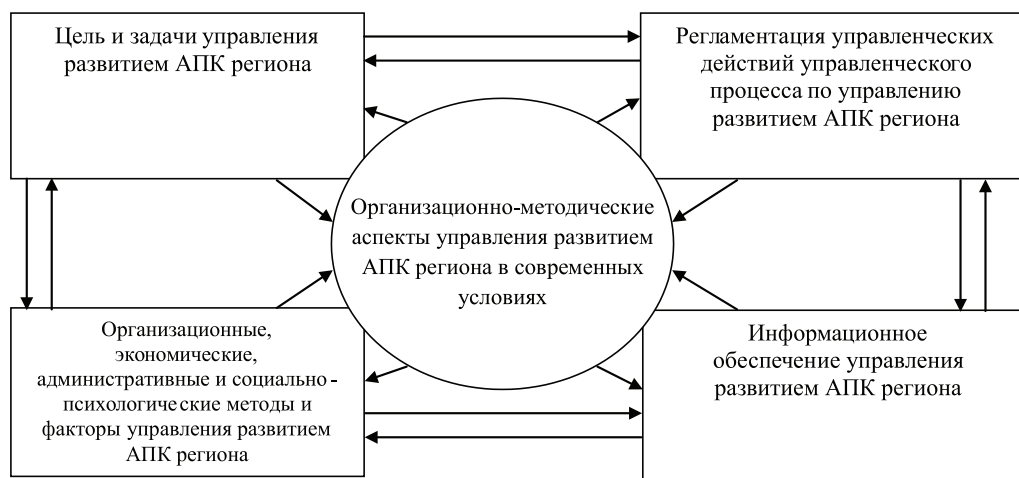 Цель и задачи управления
развитием АПК региона
Регламентация управленческих
действий управленческого
процесса по управлению
развитием АПК региона
Организационно-методические
аспекты управления развитием
АПК региона в современных
условиях
Организационные,
экономические,
административные и социально-
психологические методы и
факторы управления развитием
АПК региона
Информационное
обеспечение управления
развитием АПК региона